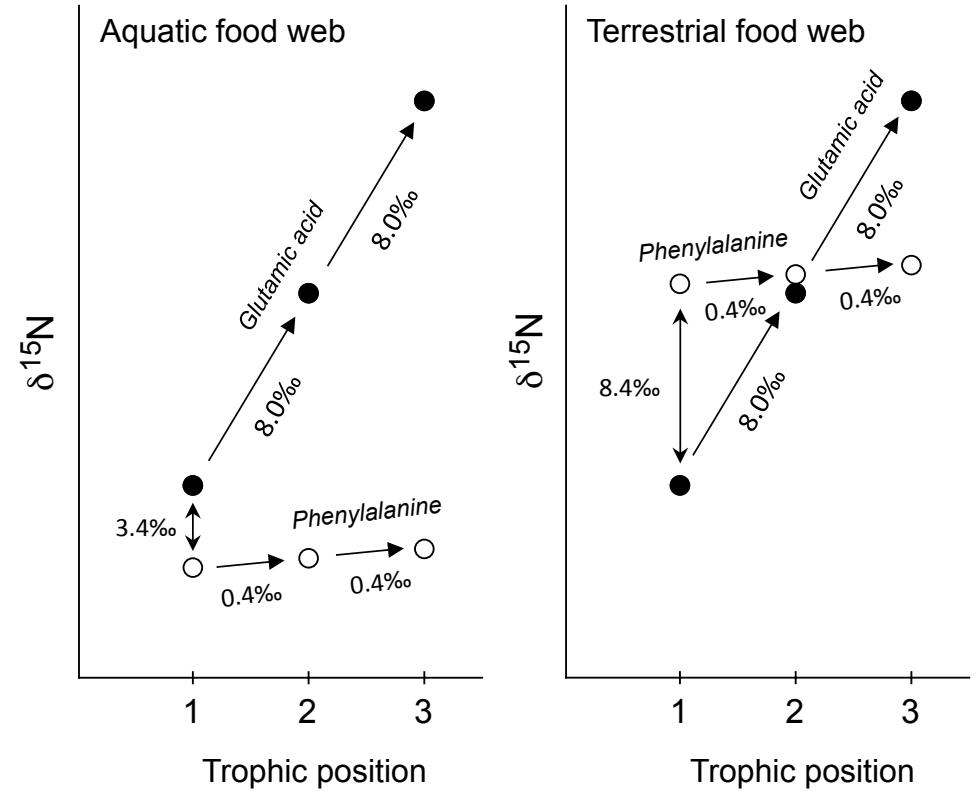 Aquatic food web
δ15N
Glutamic acid
8.0‰
8.0‰
3.4‰
Phenylalanine
0.4‰
0.4‰
1 2 3
Trophic position
Terrestrial food web
δ15N
Glutamic acid
8.0‰
Phenylalanine
0.4‰
0.4‰
8.4‰
8.0‰
1 2 3
Trophic position